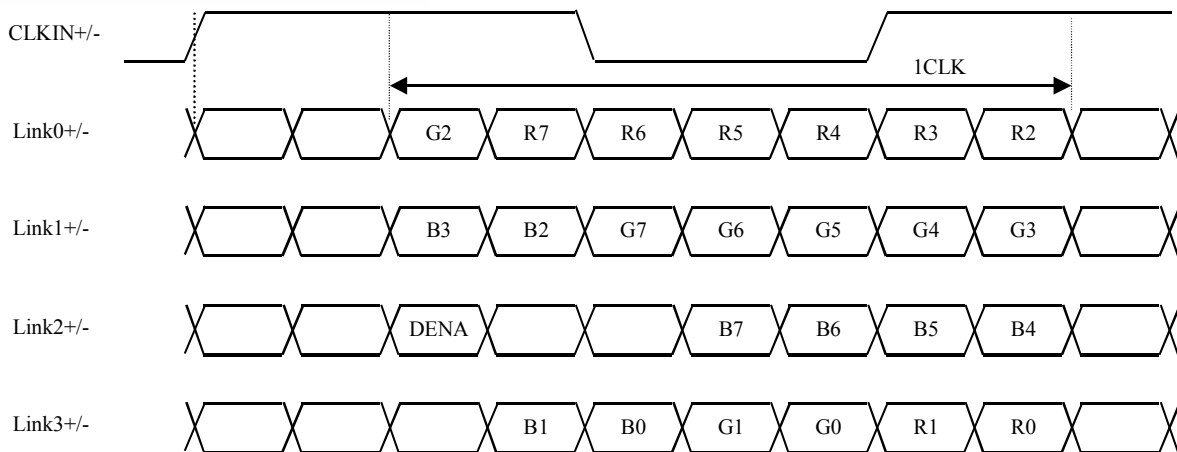 CLKIN+/-
1CLK
Link0+/- G2 R7 R6 R5 R4 R3 R2
Link1+/- B3 B2 G7 G6 G5 G4 G3
Link2+/- DENA B7 B6 B5 B4
Link3+/- B1 B0 G1 G0 R1 R0